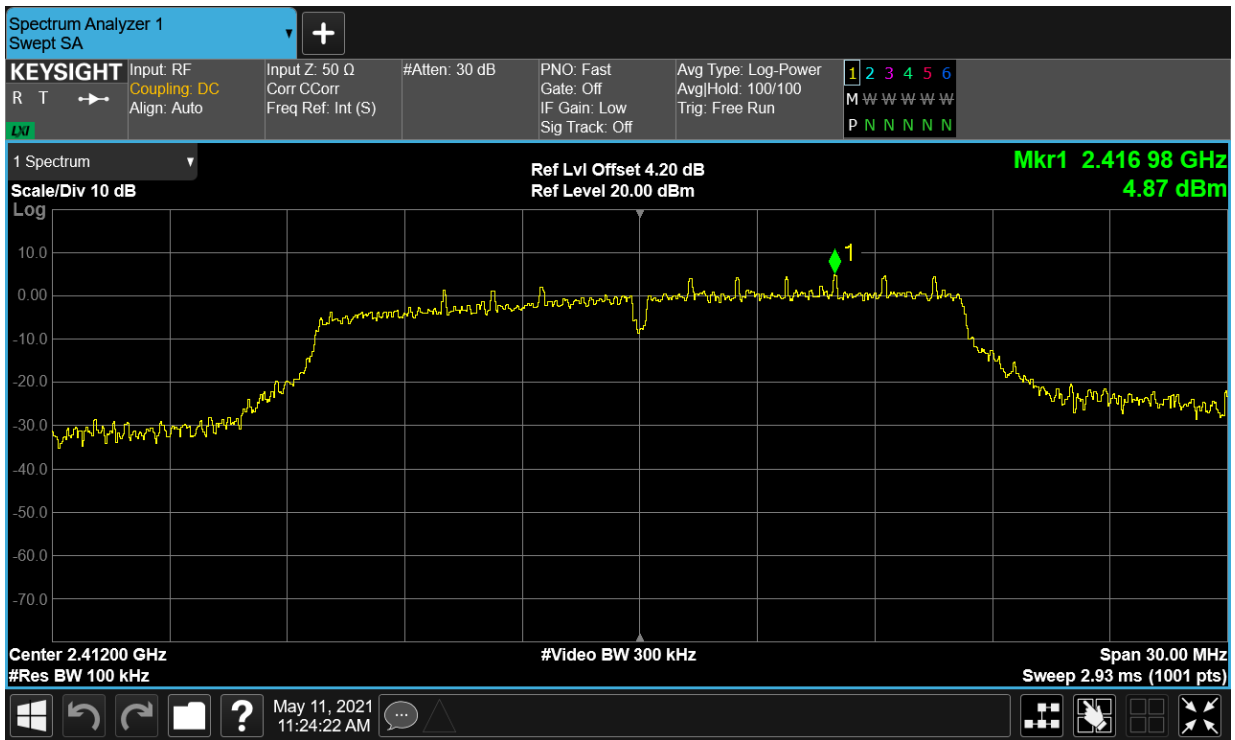 Spectrum Analyzer 1
Swept SA
KEYSIGHT
R T
LXI
Input: RF
Coupling: DC
Align: Auto
Input Z: 50 Ω
Corr CCorr
Freq Ref: Int (S)
#Atten: 30 dB
PNO: Fast
Gate: Off
IF Gain: Low
Sig Track: Off
Avg Type: Log-Power
Avg|Hold: 100/100
Trig: Free Run
1 2 3 4 5 6
M W W W W W
P N N N N N
1 Spectrum
Scale/Div 10 dB
Log
Ref Lvl Offset 4.20 dB
Ref Level 20.00 dBm
Mkr1 2.416 98 GHz
4.87 dBm
1
10.0
0.00
-10.0
-20.0
-30.0
-40.0
-50.0
-60.0
-70.0
Center 2.41200 GHz
#Res BW 100 kHz
#Video BW 300 kHz
Span 30.00 MHz
Sweep 2.93 ms (1001 pts)
?
May 11, 2021
11:24:22 AM